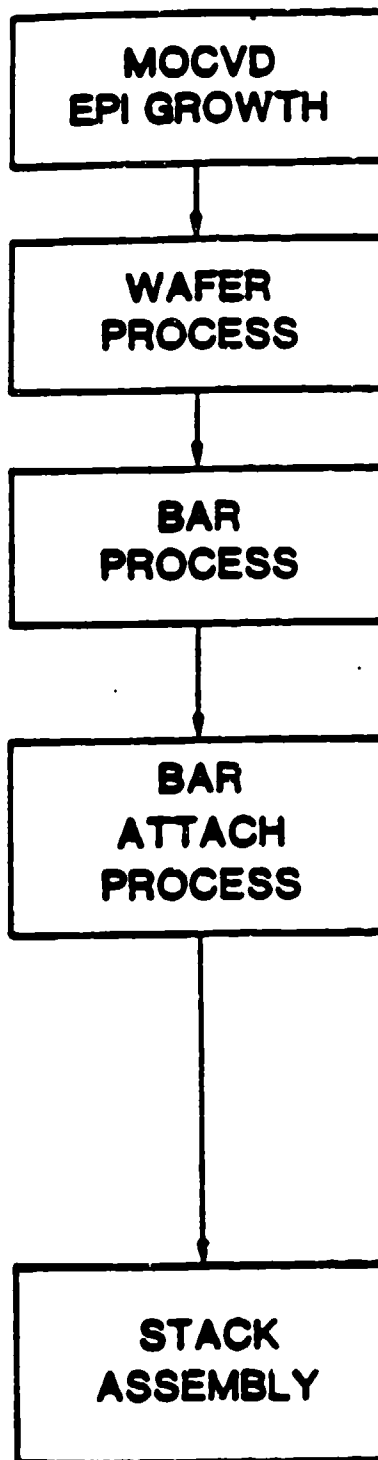 MOCVD
EPI GROWTH
WAFER
PROCESS
BAR
PROCESS
BAR
ATTACH
PROCESS
STACK
ASSEMBLY